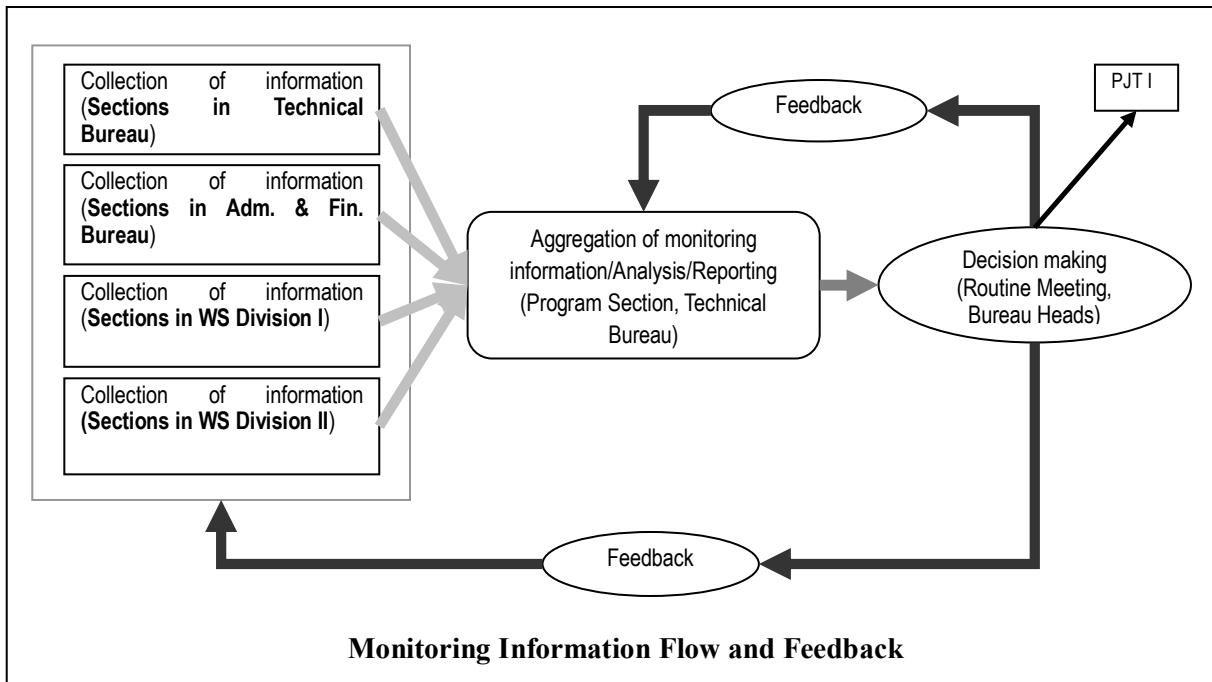 Collection of information
(Sections in Technical
Bureau)
Collection of information
(Sections in Adm. & Fin.
Bureau)
Collection of information
(Sections in WS Division I)
Collection of information
(Sections in WS Division II)
Feedback
PJT I
Aggregation of monitoring
information/Analysis/Reporting
(Program Section, Technical
Bureau)
Decision making
(Routine Meeting,
Bureau Heads)
Feedback
Monitoring Information Flow and Feedback